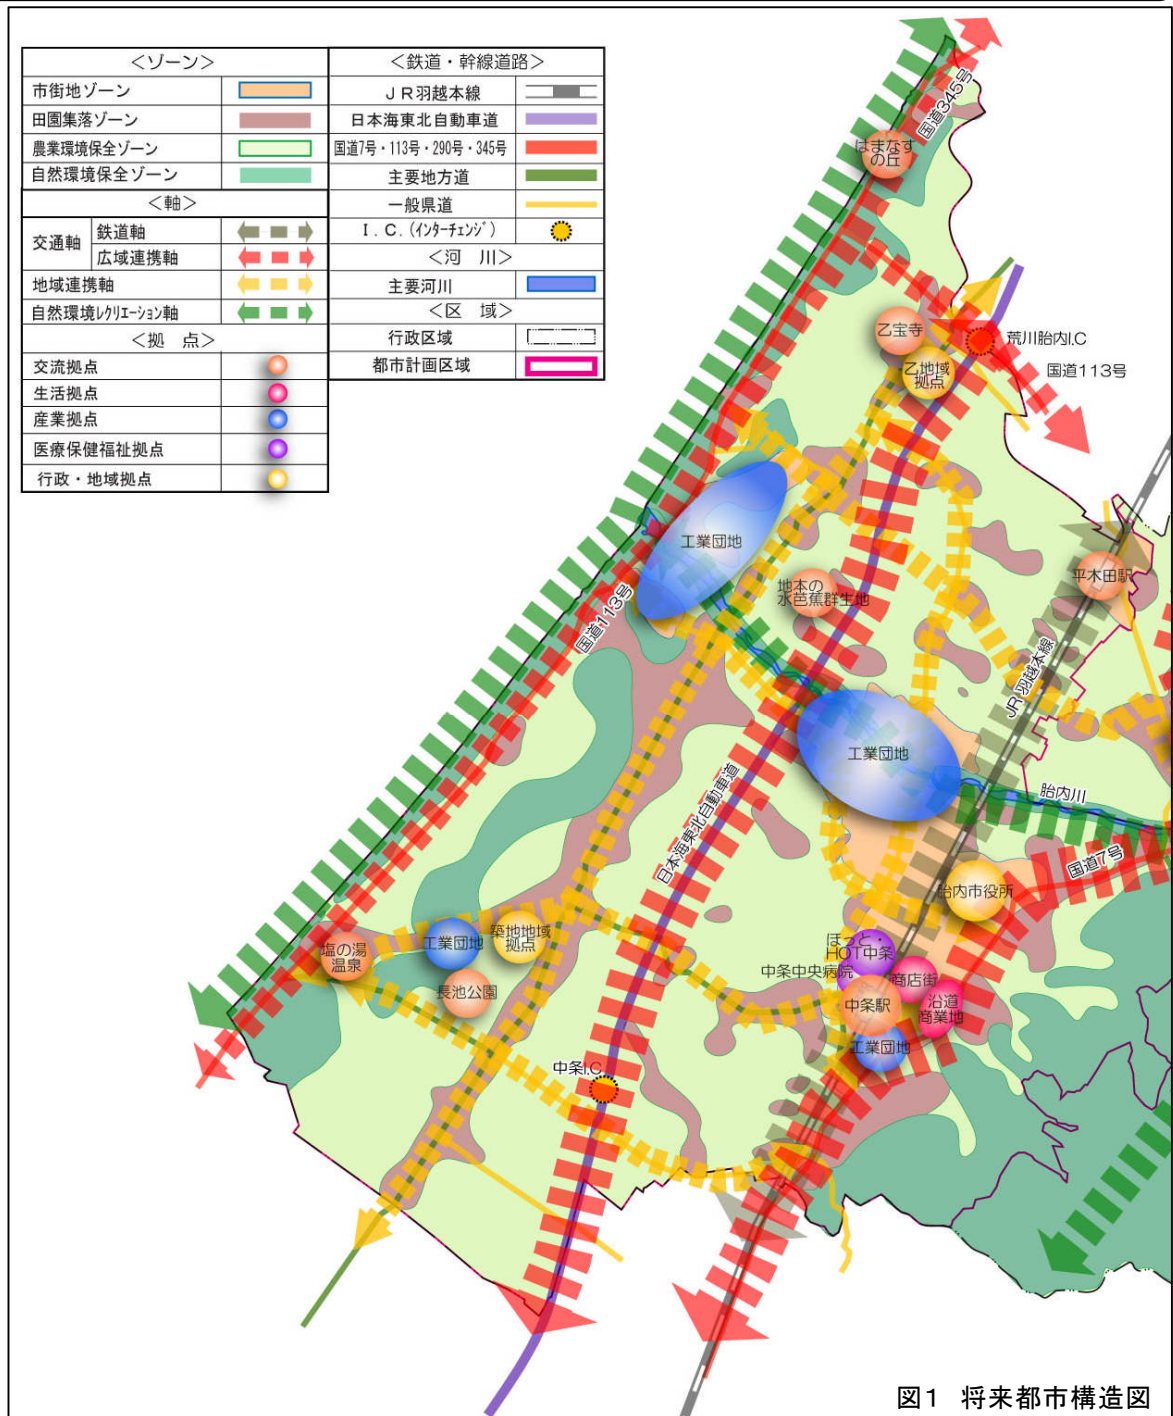 ＜ゾーン＞
市街地ゾーン
田園集落ゾーン
農業環境保全ゾーン
自然環境保全ゾーン
＜軸＞
交通軸
鉄道軸
広域連携軸
地域連携軸
自然環境ﾚｸﾘｴｰｼｮﾝ軸
＜拠　点＞
交流拠点
生活拠点
産業拠点
医療保健福祉拠点
行政・地域拠点
＜鉄道・幹線道路＞
ＪＲ羽越本線
日本海東北自動車道
国道7号・113号・290号・345号
主要地方道
一般県道
Ｉ．Ｃ．(ｲﾝﾀｰﾁｪﾝｼﾞ)
＜河　川＞
主要河川
＜区　域＞
行政区域
都市計画区域
国道345号
はまなす
の丘
乙宝寺
荒川胎内I.C
乙地域
拠点
国道113号
工業団地
平木田駅
地本の
水芭蕉群生地
国道113号
JR羽越本線
工業団地
胎内川
日本海東北自動車道
国道7号
胎内市役所
塩の湯
温泉
工業団地
築地地域
拠点
長池公園
ほっと・
HOT中条
中条中央病院
商店街
中条駅
沿道
商業地
工業団地
中条I.C
図1　将来都市構造図